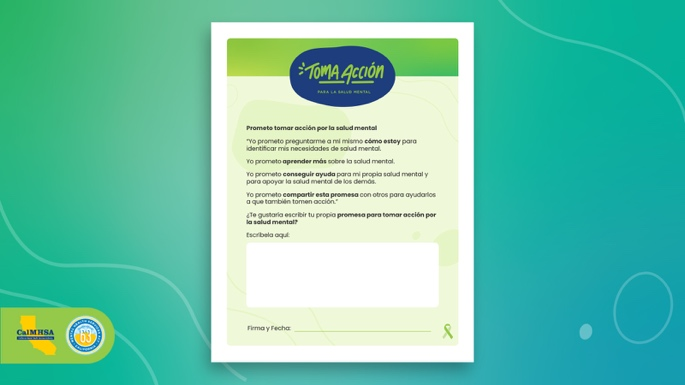 TOMA ACCIÓN
PARA LA SALUD MENTAL
Prometo tomar acción por la salud mental
"Yo prometo preguntarme a mi mismo cómo estoy para
identificar mis necesidades de salud mental.
Yo prometo aprender más sobre la salud mental.
Yo prometo conseguir ayuda para mi propia salud mental y
para apoyar la salud mental de los demás.
Yo prometo compartir esta promesa con otros para ayudarlos
a que también tomen acción."
¿Te gustaría escribir tu propia promesa para tomar acción por
la salud mental?
Escríbela aquí:
Firma y Fecha:
CalMHSA
63